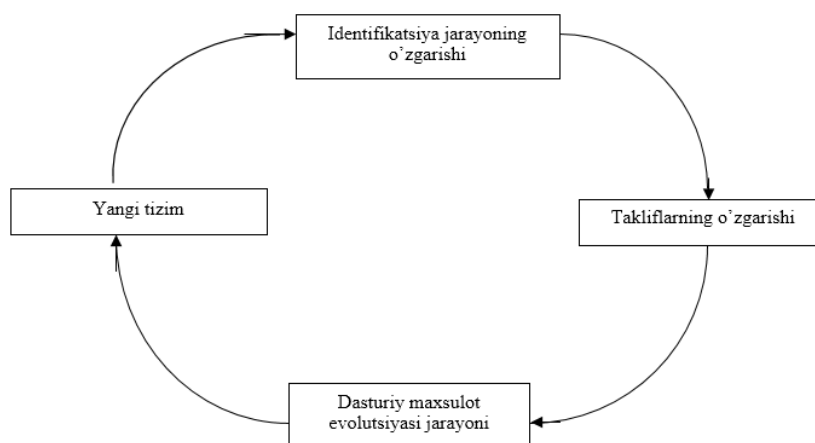 Identifikatsiya jarayoning
o’zgarishi
Yangi tizim
Takliflarning o’zgarishi
Dasturiy maxsulot
evolutsiyasi jarayoni